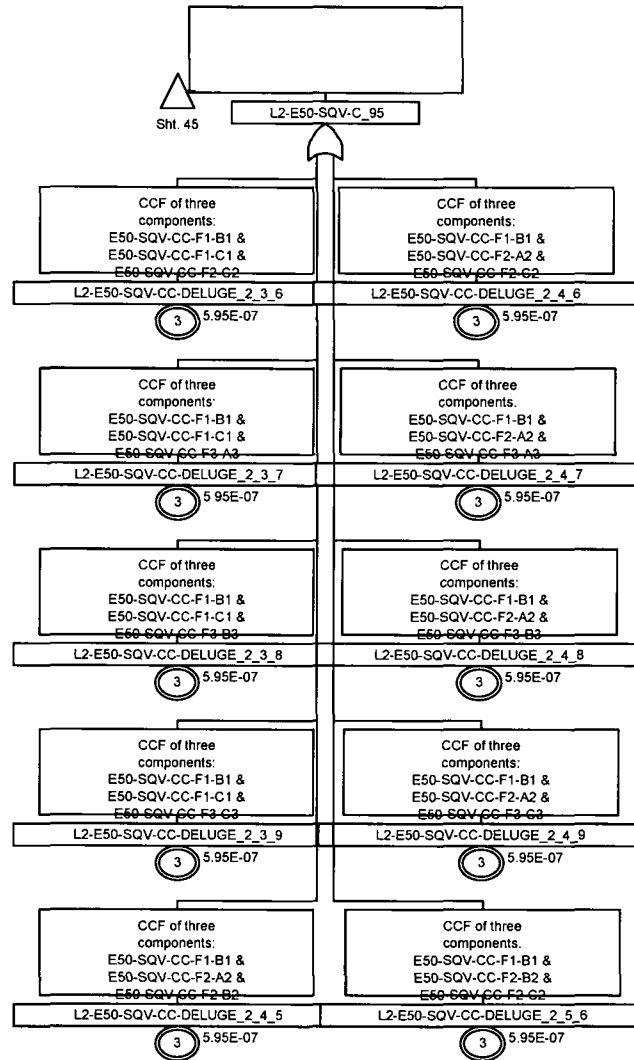 Sht. 45
L2-E50-SQV-C_95
CCF of three
components:
E50-SQV-CC-F1-B1 &
E50-SQV-CC-F1-C1 &
E50-SQV-CC-F2-C2
L2-E50-SQV-CC-DELUGE_2_3_6
3
5.95E-07
CCF of three
components:
E50-SQV-CC-F1-B1 &
E50-SQV-CC-F2-A2 &
E50-SQV-CC-F2-C2
L2-E50-SQV-CC-DELUGE_2_4_6
3
5.95E-07
CCF of three
components:
E50-SQV-CC-F1-B1 &
E50-SQV-CC-F1-C1 &
E50-SQV-CC-F3-A3
L2-E50-SQV-CC-DELUGE_2_3_7
3
5.95E-07
CCF of three
components.
E50-SQV-CC-F1-B1 &
E50-SQV-CC-F2-A2 &
E50-SQV-CC-F3-A3
L2-E50-SQV-CC-DELUGE_2_4_7
3
5.95E-07
CCF of three
components:
E50-SQV-CC-F1-B1 &
E50-SQV-CC-F1-C1 &
E50-SQV-CC-F3-B3
L2-E50-SQV-CC-DELUGE_2_3_8
3
5.95E-07
CCF of three
components:
E50-SQV-CC-F1-B1 &
E50-SQV-CC-F2-A2 &
E50-SQV-CC-F3-B3
L2-E50-SQV-CC-DELUGE_2_4_8
3
5.95E-07
CCF of three
components:
E50-SQV-CC-F1-B1 &
E50-SQV-CC-F1-C1 &
E50-SQV-CC-F3-C3
L2-E50-SQV-CC-DELUGE_2_3_9
3
5.95E-07
CCF of three
components:
E50-SQV-CC-F1-B1 &
E50-SQV-CC-F2-A2 &
E50-SQV-CC-F3-C3
L2-E50-SQV-CC-DELUGE_2_4_9
3
5.95E-07
CCF of three
components:
E50-SQV-CC-F1-B1 &
E50-SQV-CC-F2-A2 &
E50-SQV-CC-F2-B2
L2-E50-SQV-CC-DELUGE_2_4_5
3
5.95E-07
CCF of three
components.
E50-SQV-CC-F1-B1 &
E50-SQV-CC-F2-B2 &
E50-SQV-CC-F2-C2
L2-E50-SQV-CC-DELUGE_2_5_6
3
5.95E-07